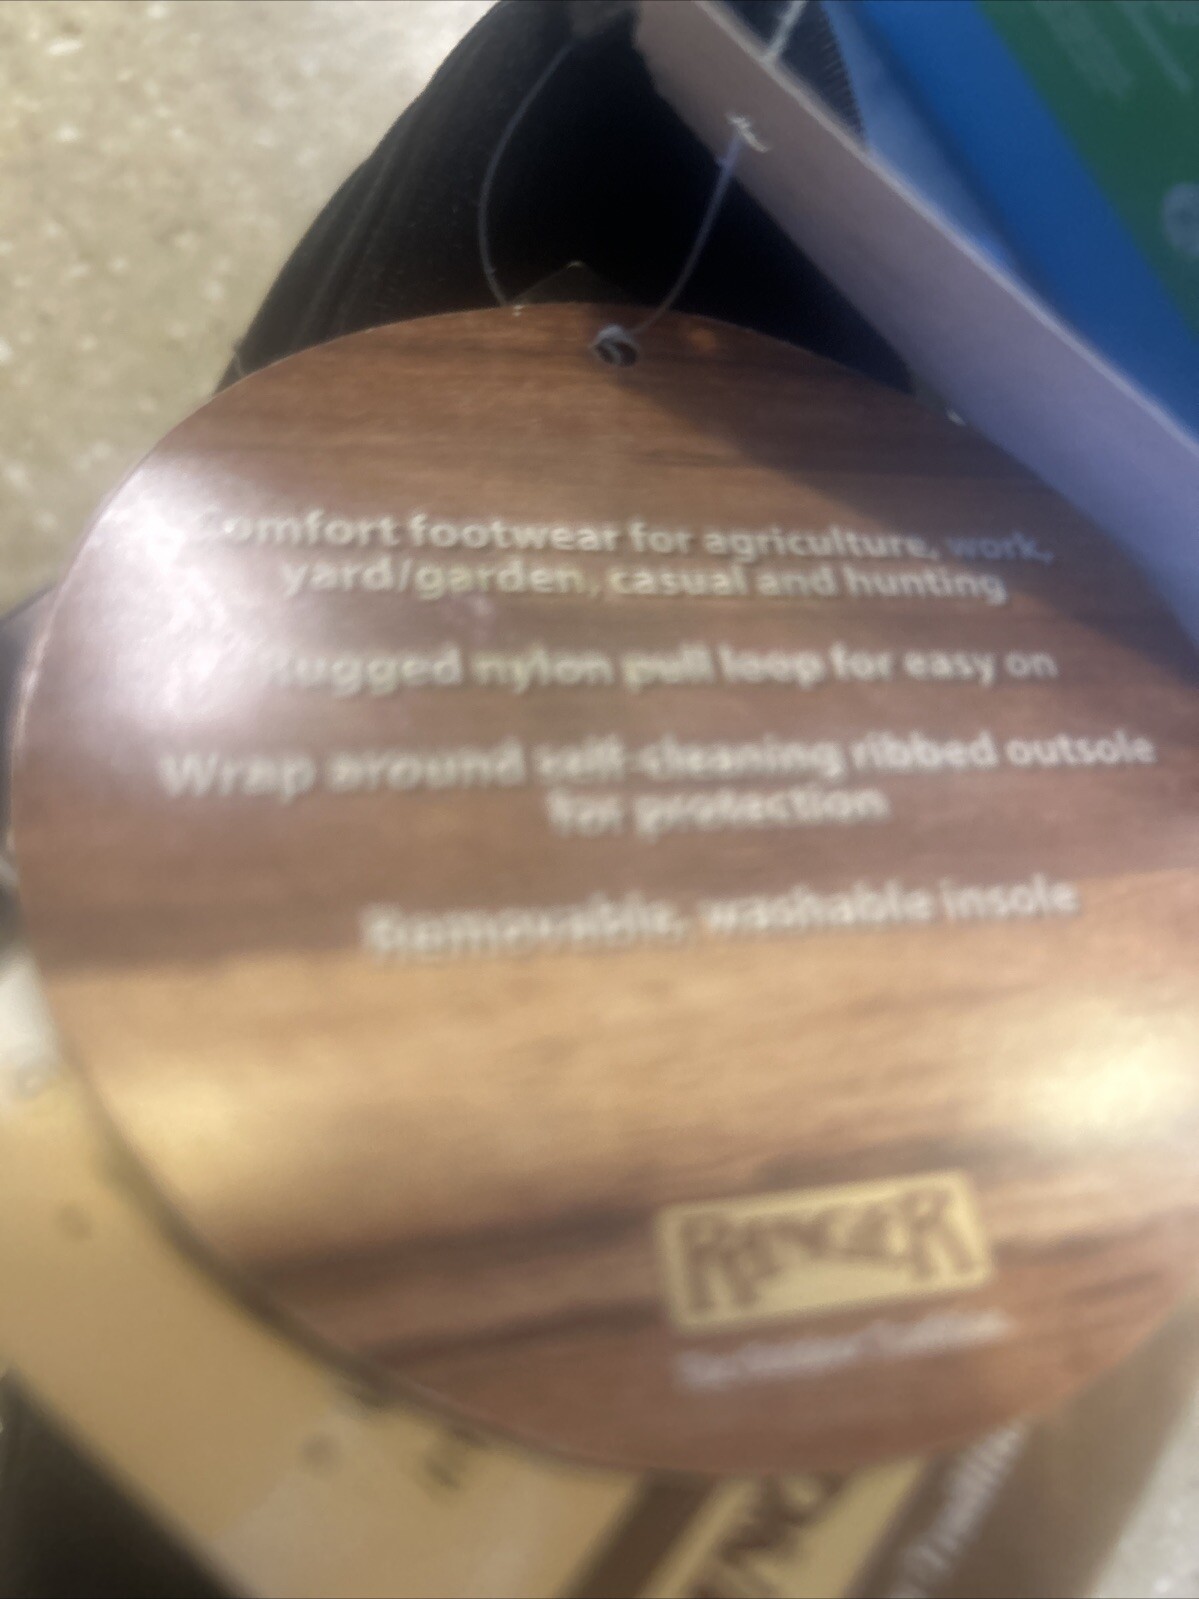 Comfort footwear for agriculture, work,
yard/garden, casual and hunting
Rugged nylon pull loop for easy on
Wrap around self-cleaning ribbed outsole
for protection
Removable, washable insole
RANGER